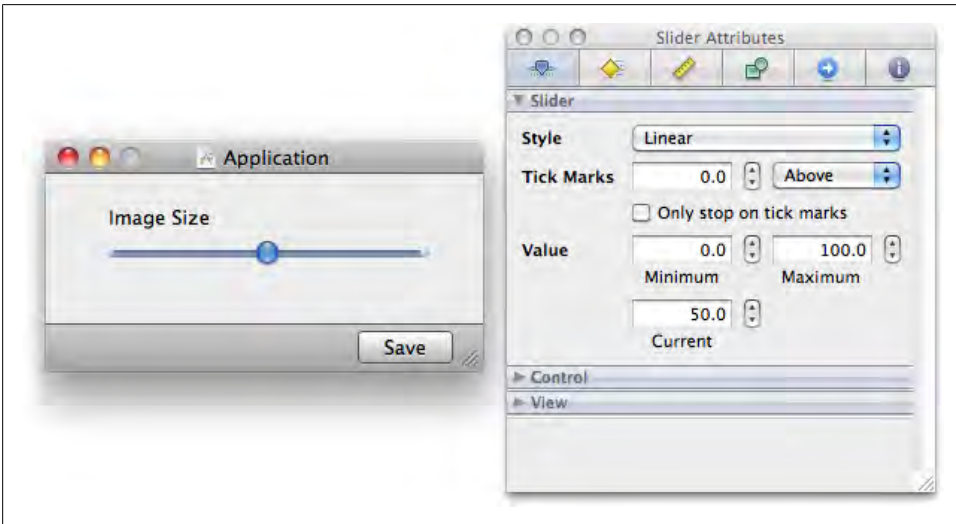 Application
Image Size
Save
Slider Attributes
Slider
Style Linear
Tick Marks 0.0 Above
Only stop on tick marks
Value 0.0 100.0
Minimum Maximum
50.0
Current
Control
View